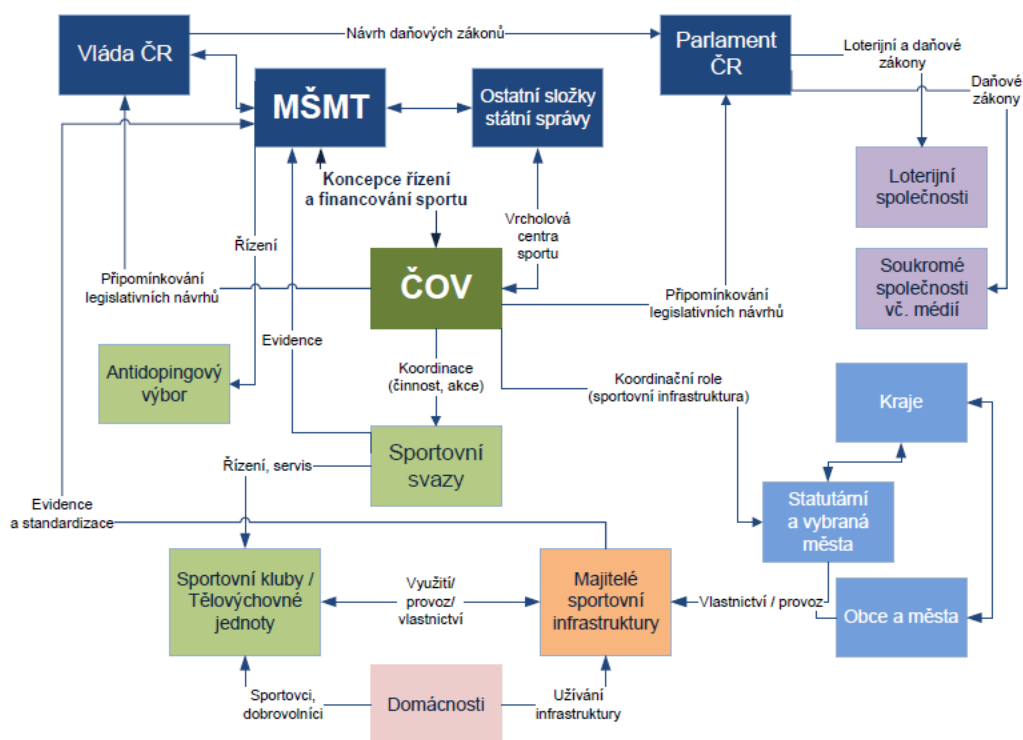 Vláda ČR
Návrh daňových zákonů
Parlament
ČR
Loterijní a daňové
zákony
Daňové
zákony
MŠMT
Ostatní složky
státní správy
Loterijní
společnosti
Koncepce řízení
a financování sportu
Řízení
Vrcholová
centra
sportu
Připomínkování
legislativních návrhů
ČOV
Připomínkování
legislativních návrhů
Soukromé
společnosti
vč. médií
Evidence
Antidopingový
výbor
Koordinace
(činnost, akce)
Koordinační role
(sportovní infrastruktura)
Kraje
Sportovní
svazy
Řízení, servis
Evidence
a standardizace
Statutární
a vybraná
města
Sportovní kluby /
Tělovýchovné
jednoty
Využití/
provoz/
vlastnictví
Majitelé
sportovní
infrastruktury
Vlastnictví / provoz
Obce a města
Sportovci,
dobrovolníci
Domácnosti
Užívání
infrastruktury